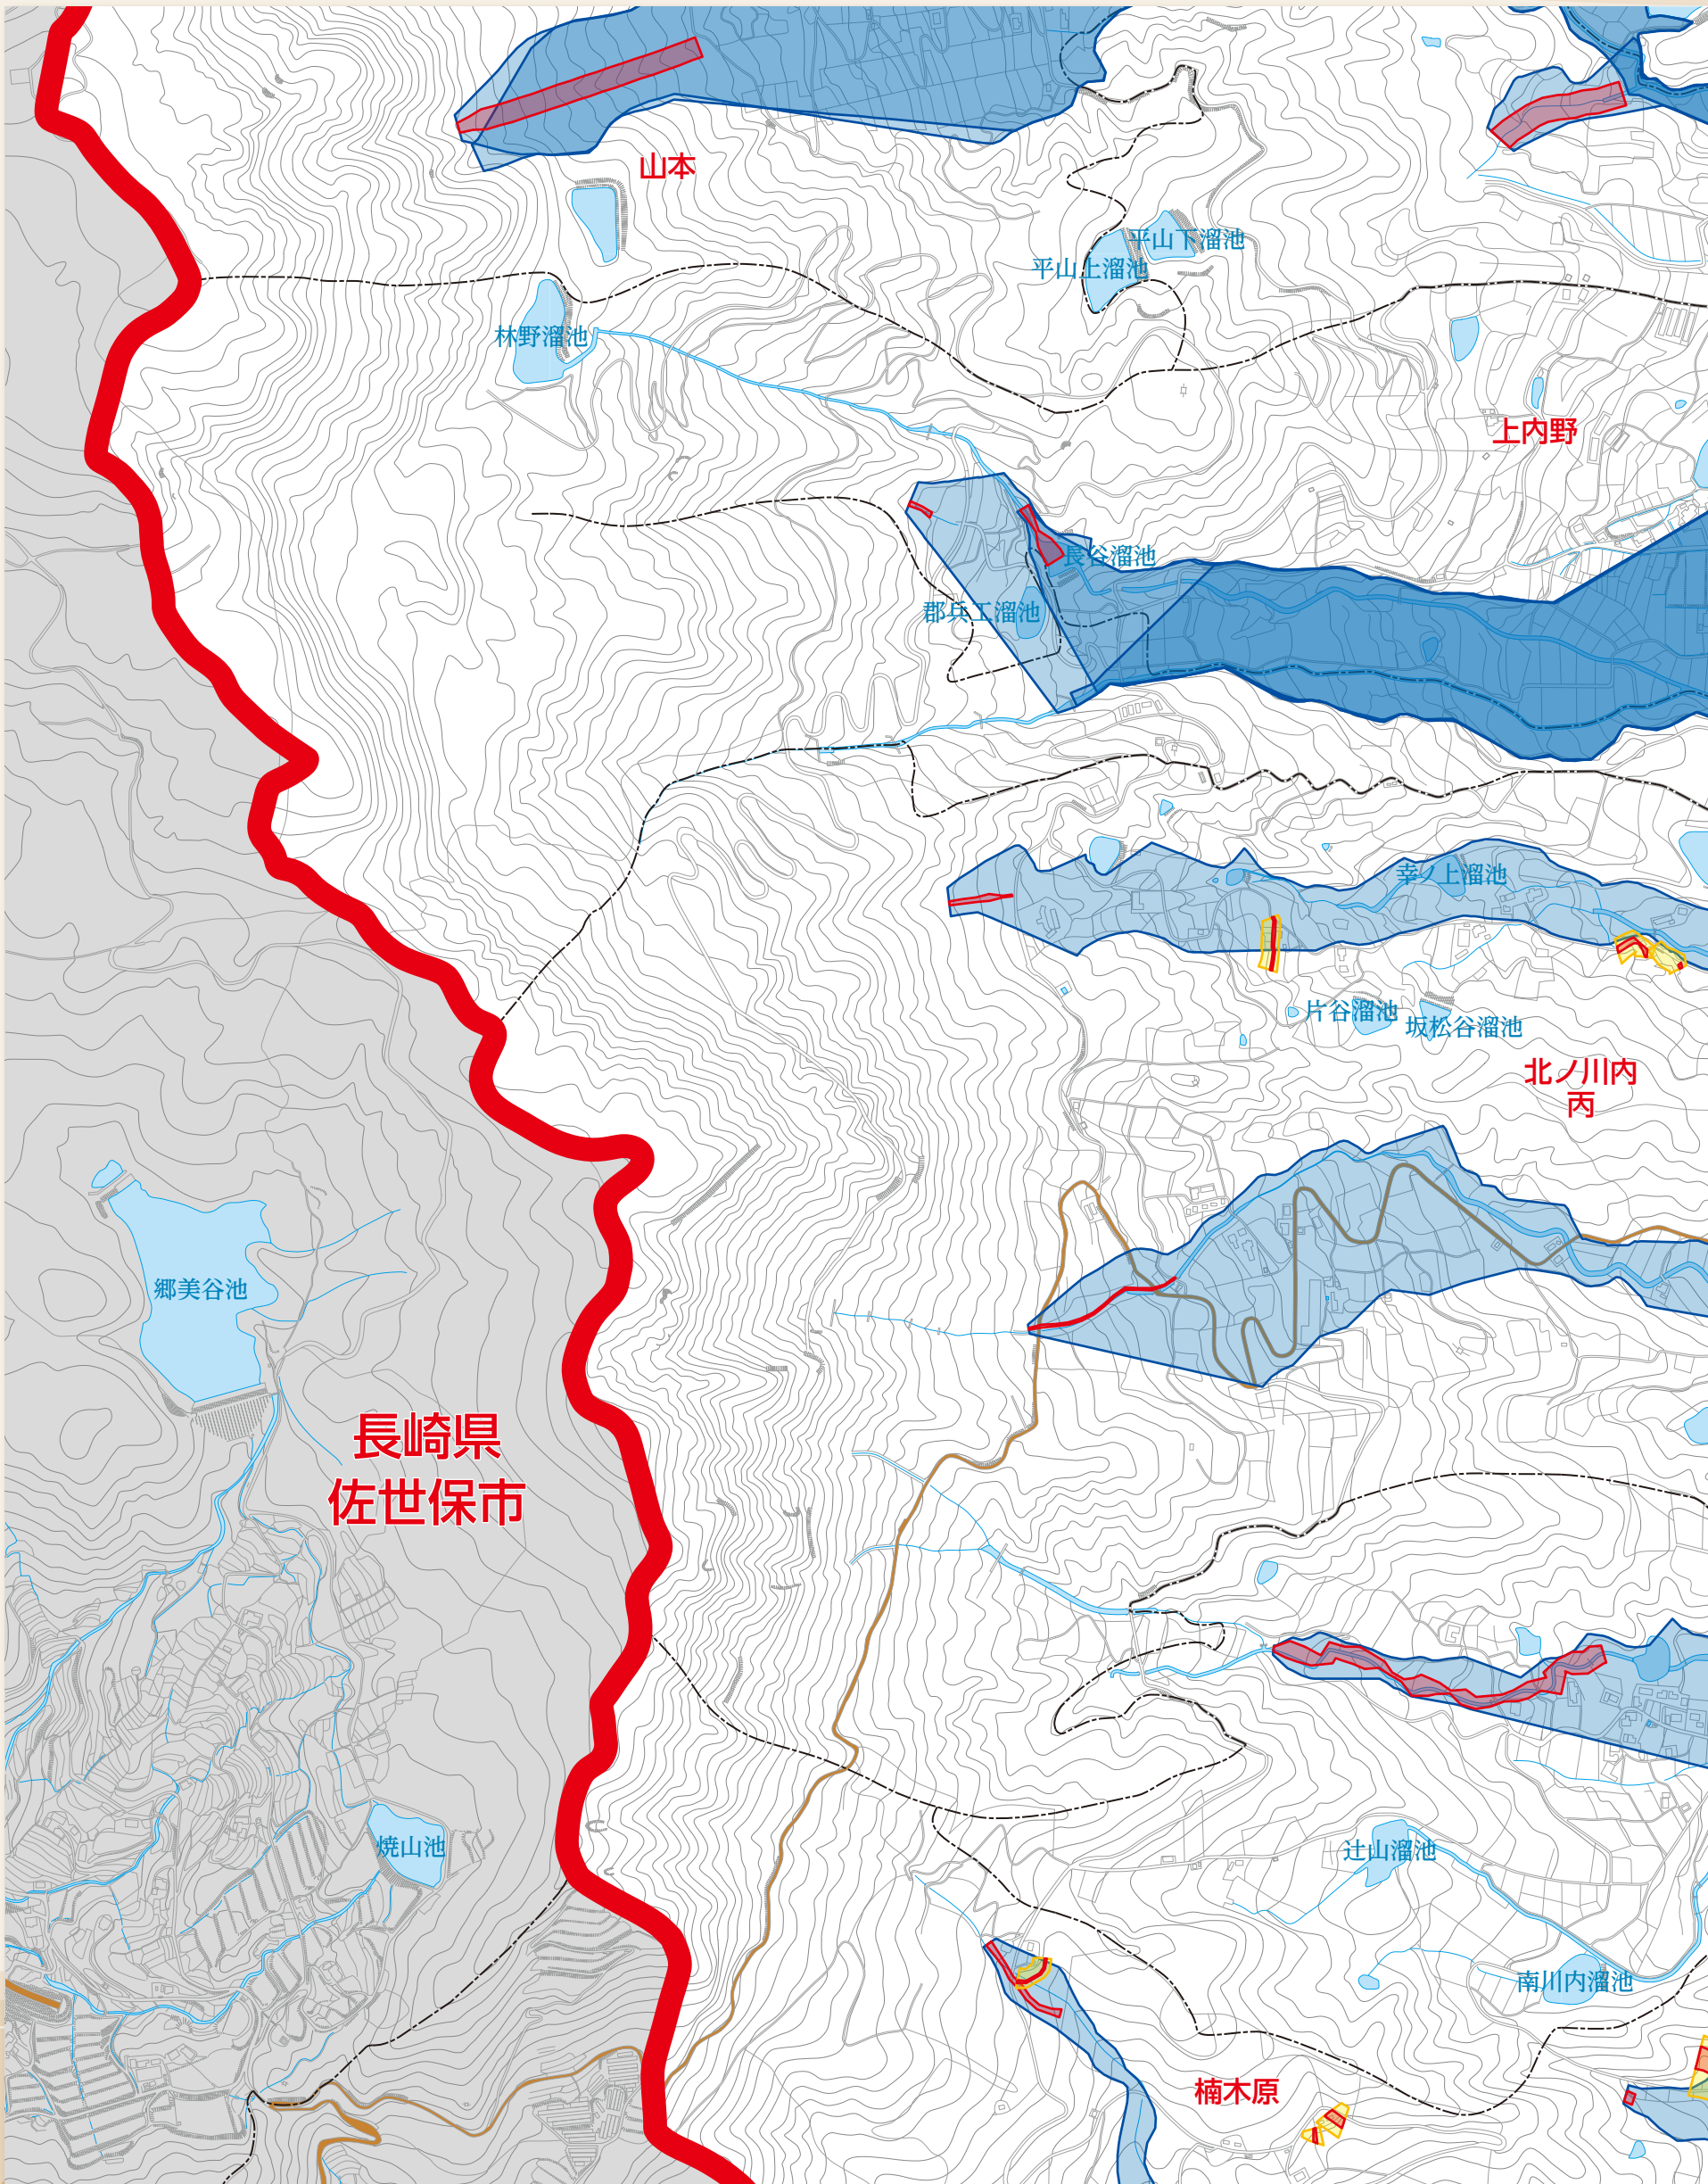 山本
平山下溜池
平山上溜池
林野溜池
上内野
長谷溜池
郡兵工溜池
幸ノ上溜池
片谷溜池
坂松谷溜池
北ノ川内
丙
郷美谷池
長崎県
佐世保市
焼山池
辻山溜池
南川内溜池
楠木原